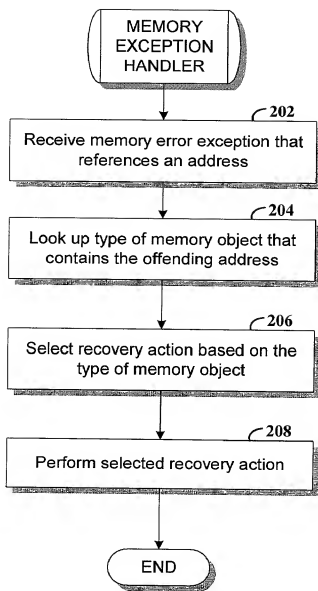 MEMORY
EXCEPTION
HANDLER
202
Receive memory error exception that
references an address
204
Look up type of memory object that
contains the offending address
206
Select recovery action based on the
type of memory object
208
Perform selected recovery action
END